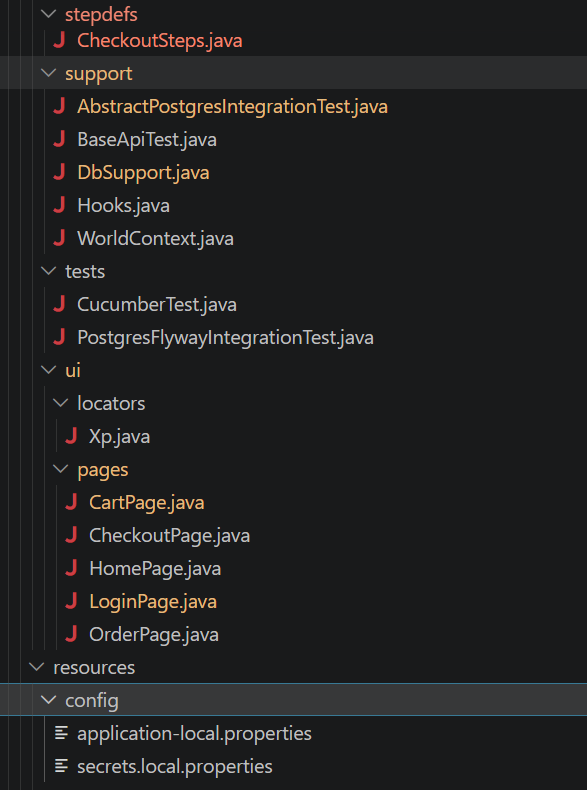 stepdefs
CheckoutSteps.java
support
AbstractPostgresIntegrationTest.java
BaseApiTest.java
DbSupport.java
Hooks.java
WorldContext.java
tests
CucumberTest.java
PostgresFlywayIntegrationTest.java
ui
locators
Xp.java
pages
CartPage.java
CheckoutPage.java
HomePage.java
LoginPage.java
OrderPage.java
resources
config
application-local.properties
secrets.local.properties